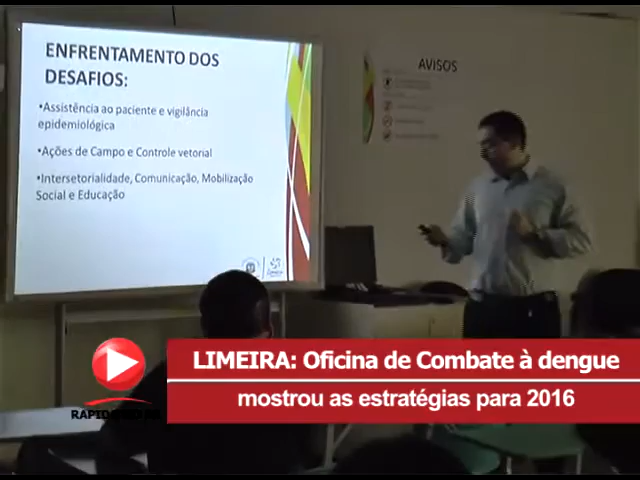 ENFRENTAMENTO DOS
DESAFIOS:
•Assistência ao paciente e vigilância
epidemiológica
•Ações de Campo e Controle vetorial
•Intersetorialidade, Comunicação, Mobilização
Social e Educação
AVISOS
LIMEIRA: Oficina de Combate à dengue
mostrou as estratégias para 2016